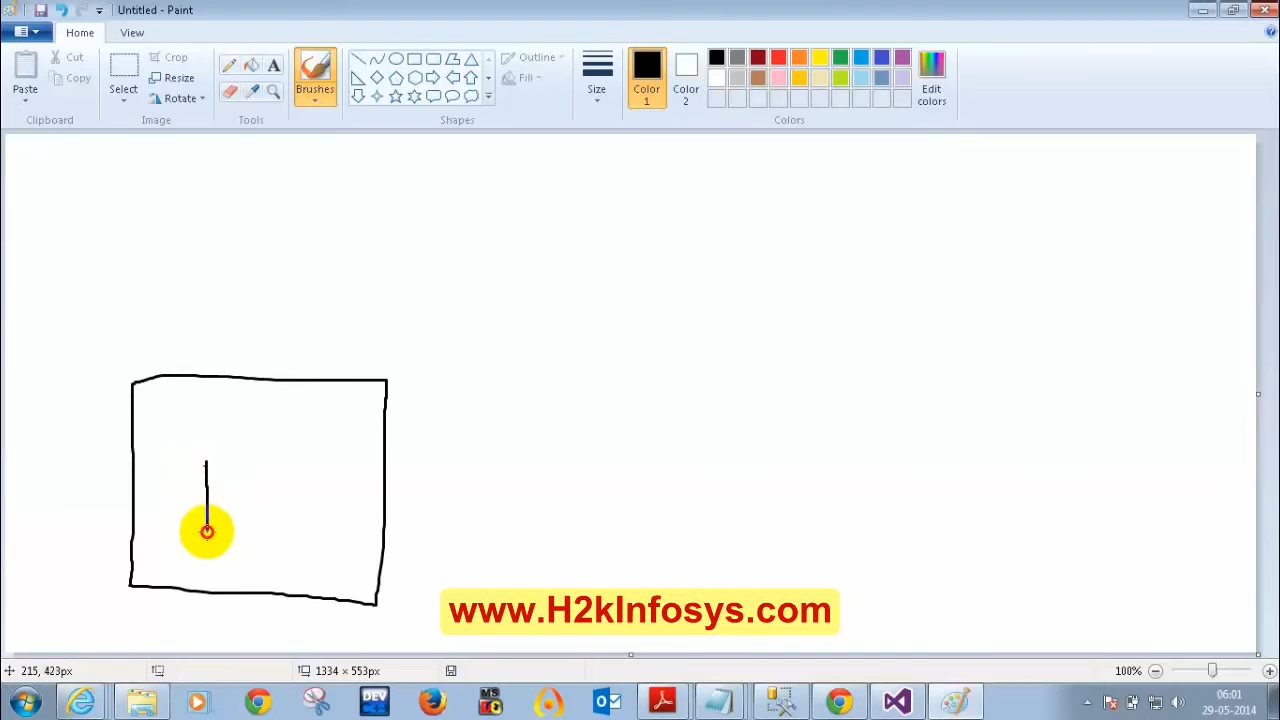 Untitled - Paint
Home View
Paste
Cut
Copy
Clipboard
Select
Crop
Resize
Rotate
Image
Tools
Brushes
Shapes
Outline
Fill
Size
Color 1
Color 2
Colors
Edit colors
www.H2kInfosys.com
215, 423px
1334 × 553px
100%
DEV
MS
06:01
29-05-2014